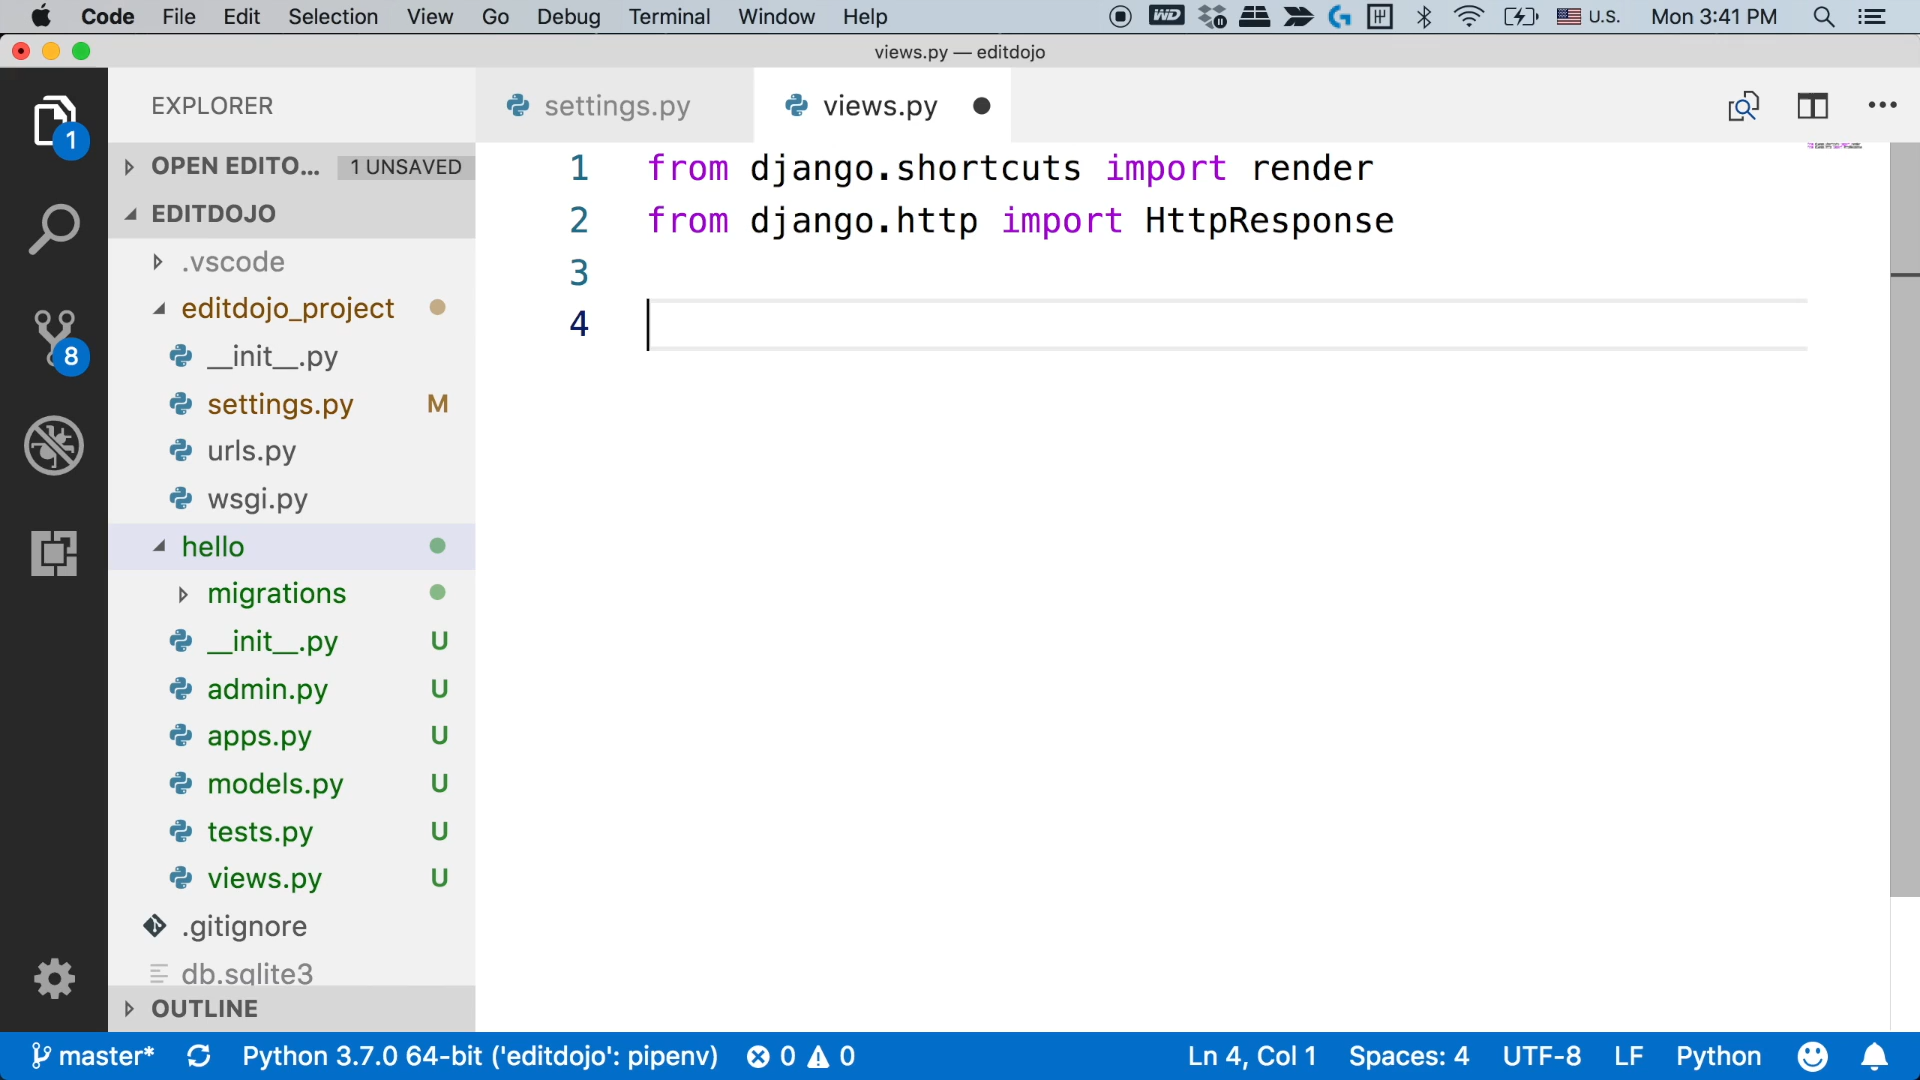 Code File Edit Selection View Go Debug Terminal Window Help WD U.S. Mon 3:41 PM
views.py — editdojo
EXPLORER
settings.py
views.py
1
OPEN EDITO... 1 UNSAVED
EDITDOJO
.vscode
editdojo_project
__init__.py
settings.py M
urls.py
wsgi.py
hello
migrations
__init__.py U
admin.py U
apps.py U
models.py U
tests.py U
views.py U
.gitignore
db.sqlite3
OUTLINE
8
1 from django.shortcuts import render
2 from django.http import HttpResponse
3
4
master* Python 3.7.0 64-bit ('editdojo': pipenv) 0 0 Ln 4, Col 1 Spaces: 4 UTF-8 LF Python